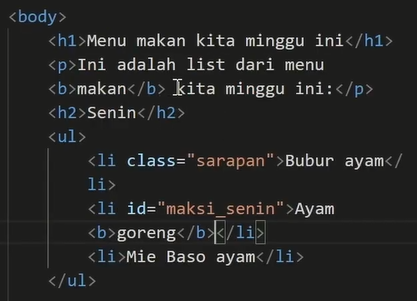 <body>
<h1>Menu makan kita minggu ini</h1>
<p>Ini adalah list dari menu
<b>makan</b> kita minggu ini:</p>
<h2>Senin</h2>
<ul>
<li class="sarapan">Bubur ayam</
li>
<li id="maksi_senin">Ayam
<b>goreng</b></li>
<li>Mie Baso ayam</li>
</ul>